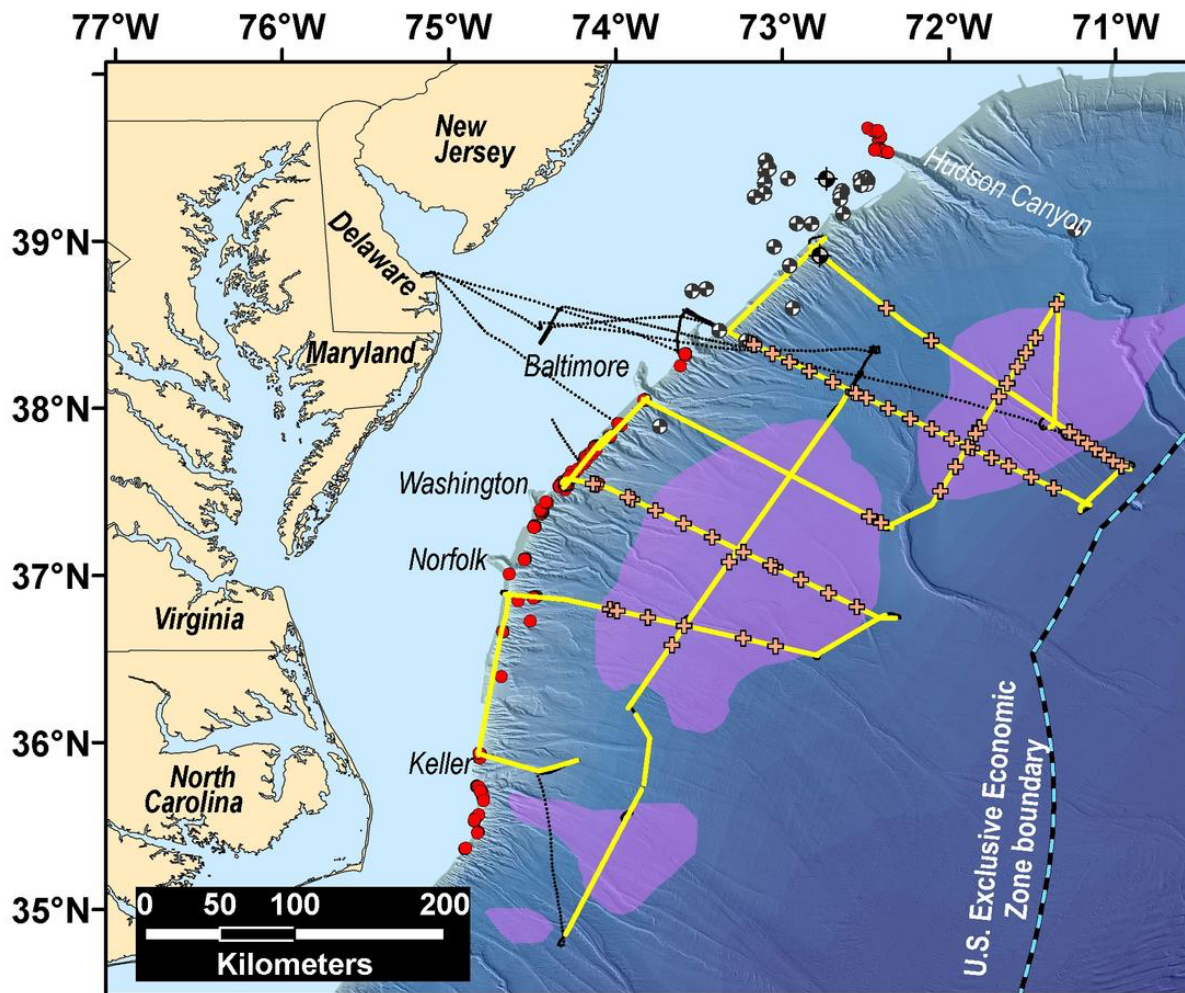 77°W 76°W 75°W 74°W 73°W 72°W 71°W
New
Jersey
Hudson Canyon
39°N
Delaware
Maryland
Baltimore
38°N
Washington
Norfolk
37°N
Virginia
36°N
Keller
North
Carolina
U.S. Exclusive Economic
Zone boundary
35°N
0 50 100 200
Kilometers